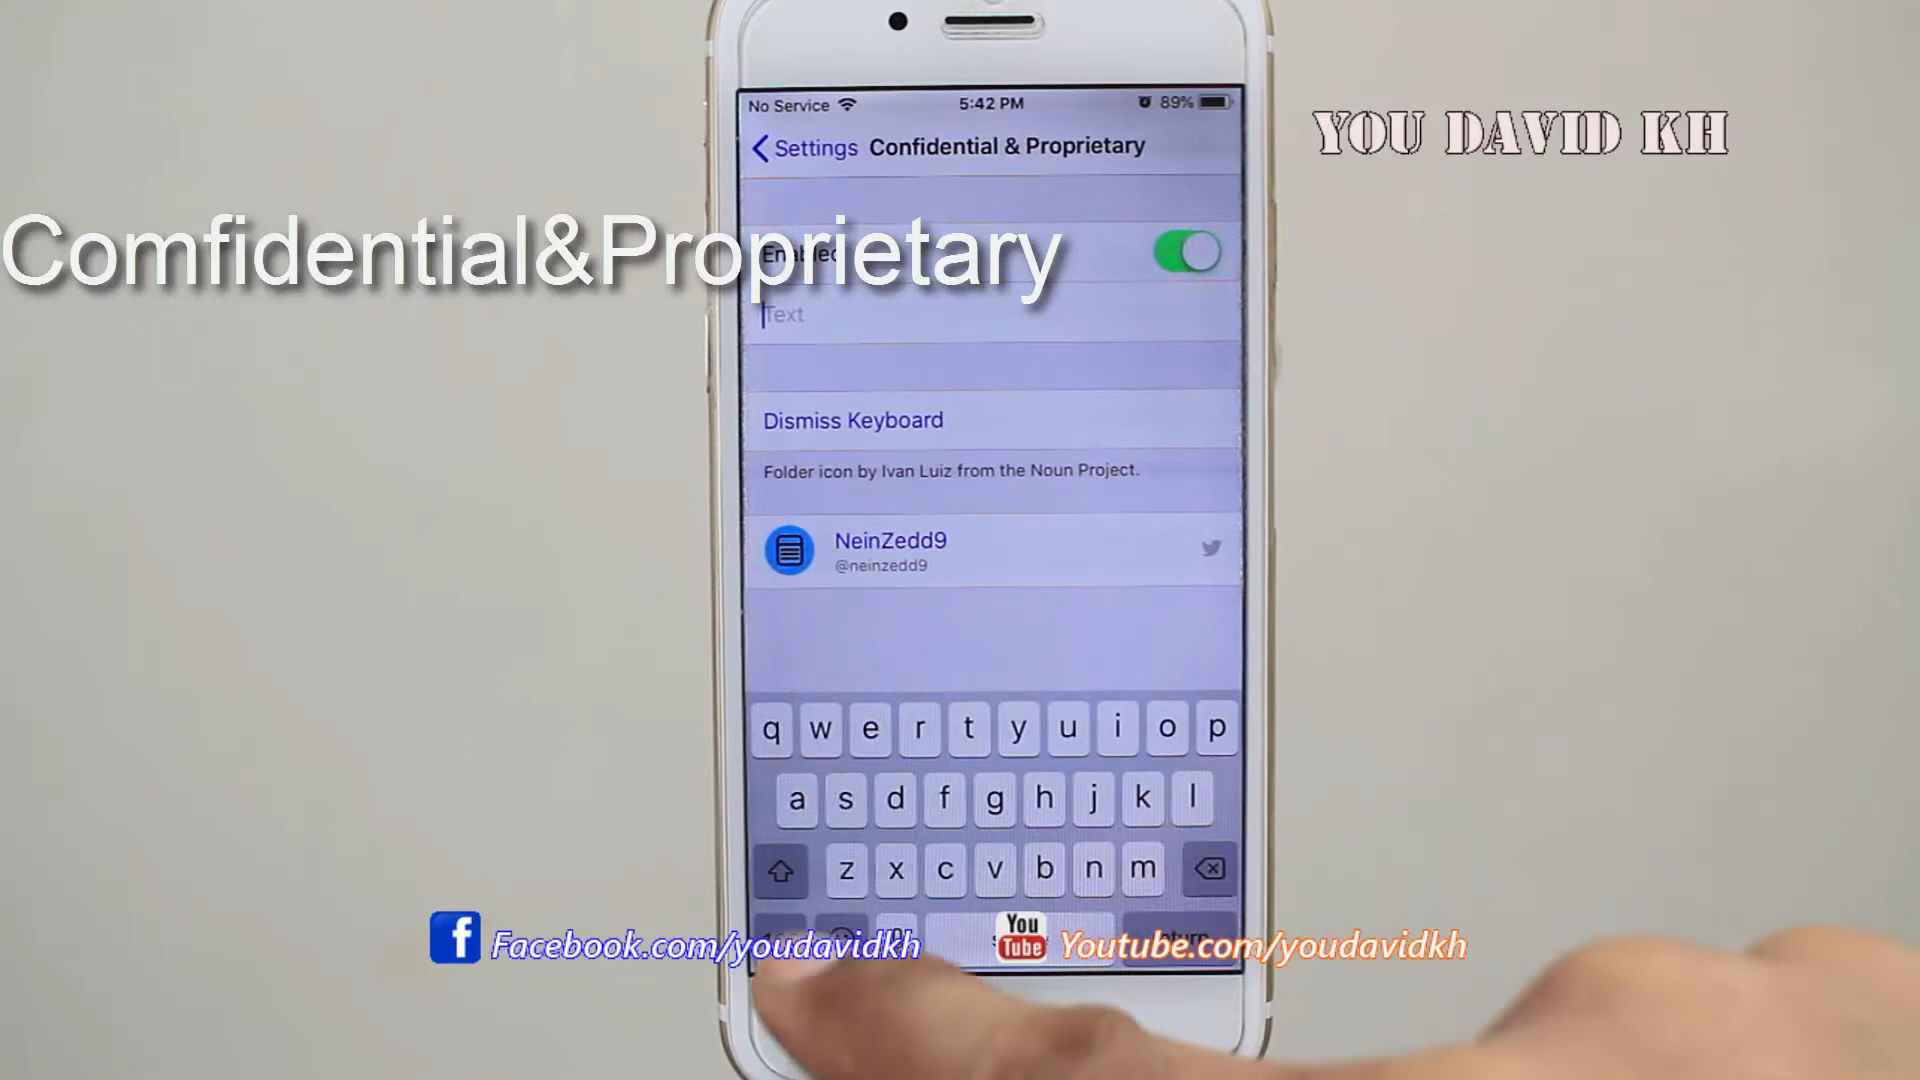 No Service 5:42 PM 89%
YOU DAVID KH
Settings Confidential & Proprietary
Comfidential&Proprietary
Enabled
Text
Dismiss Keyboard
Folder icon by Ivan Luiz from the Noun Project.
NeinZedd9
@neinzedd9
q w e r t y u i o p
a s d f g h j k l
z x c v b n m
You
Tube
f Facebook.com/youdavidkh Youtube.com/youdavidkh